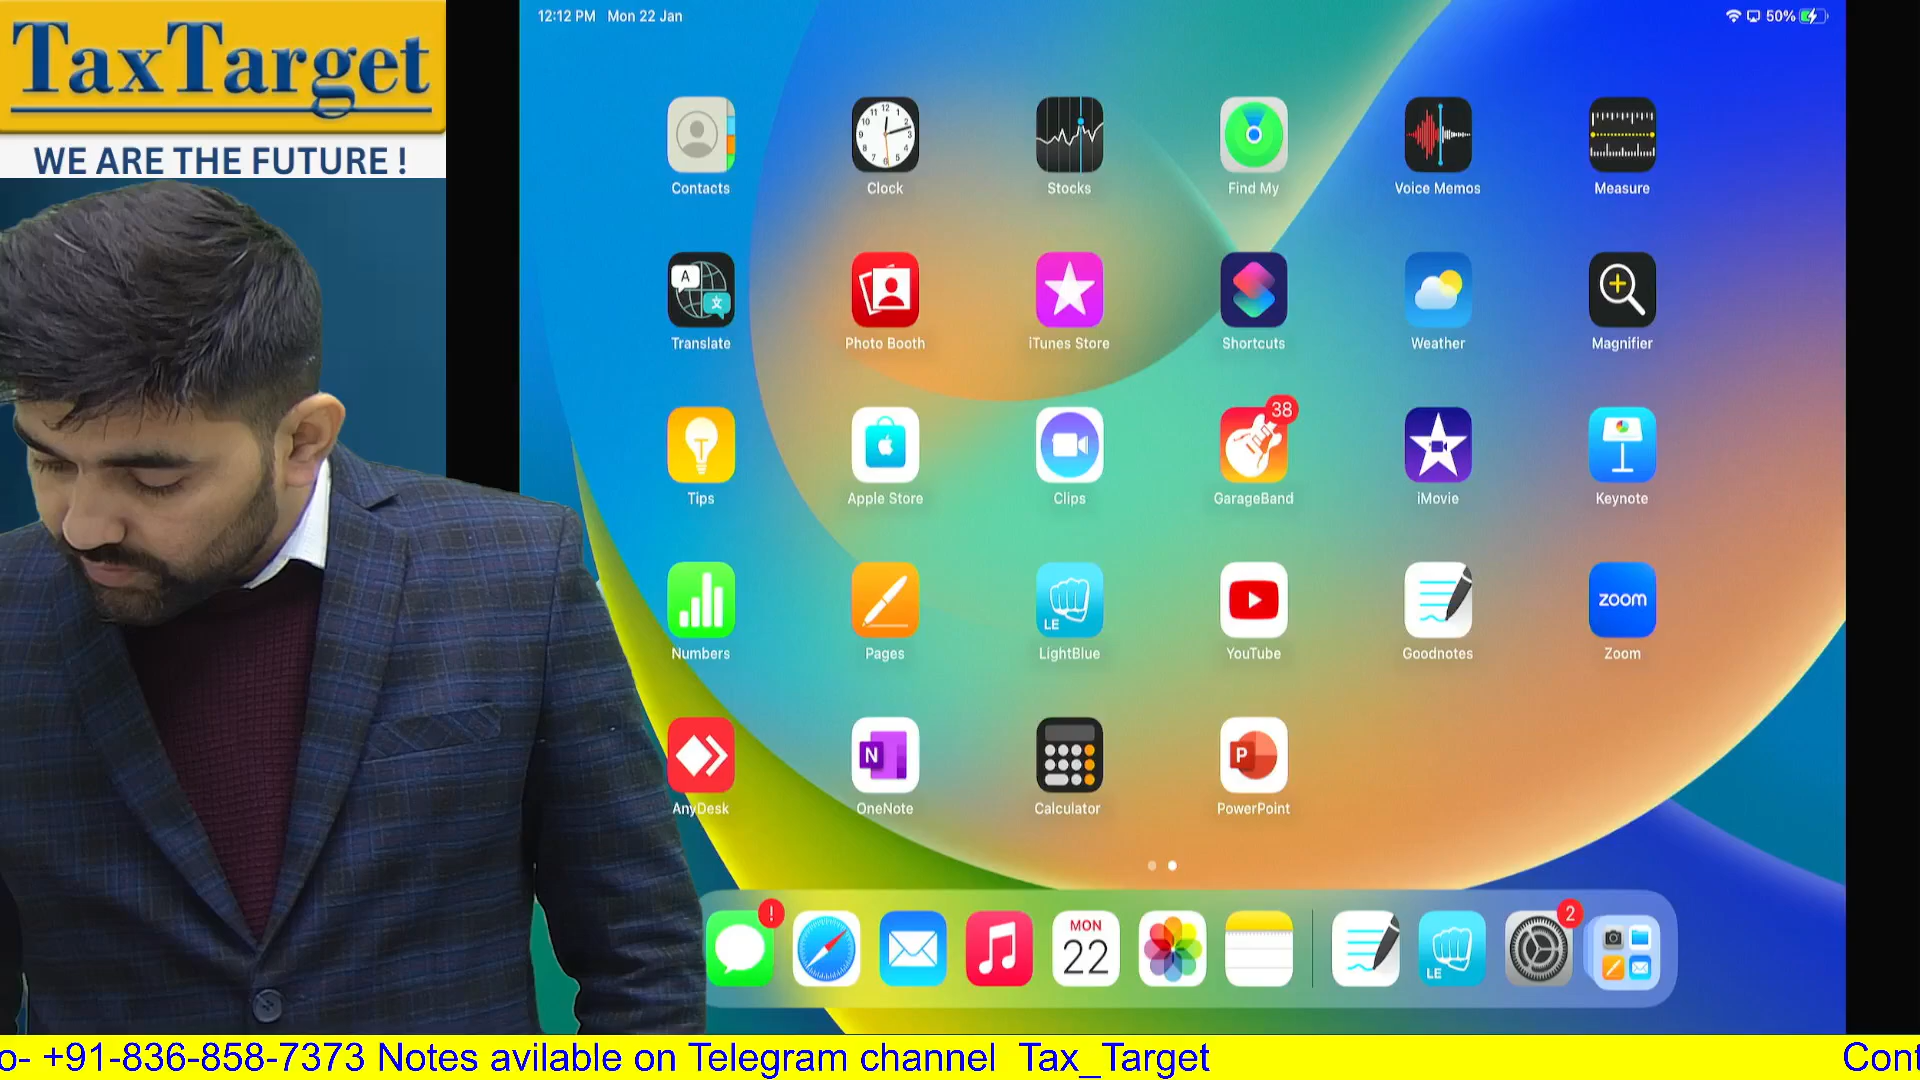 TaxTarget
WE ARE THE FUTURE !
12:12 PM Mon 22 Jan
50%
Contacts
Clock
Stocks
Find My
Voice Memos
Measure
Translate
Photo Booth
iTunes Store
Shortcuts
Weather
Magnifier
38
Tips
Apple Store
Clips
GarageBand
iMovie
Keynote
LE
zoom
Numbers
Pages
LightBlue
YouTube
Goodnotes
Zoom
N
P
AnyDesk
OneNote
Calculator
PowerPoint
!
MON
22
LE
2
o- +91-836-858-7373 Notes avilable on Telegram channel Tax_Target
Cont